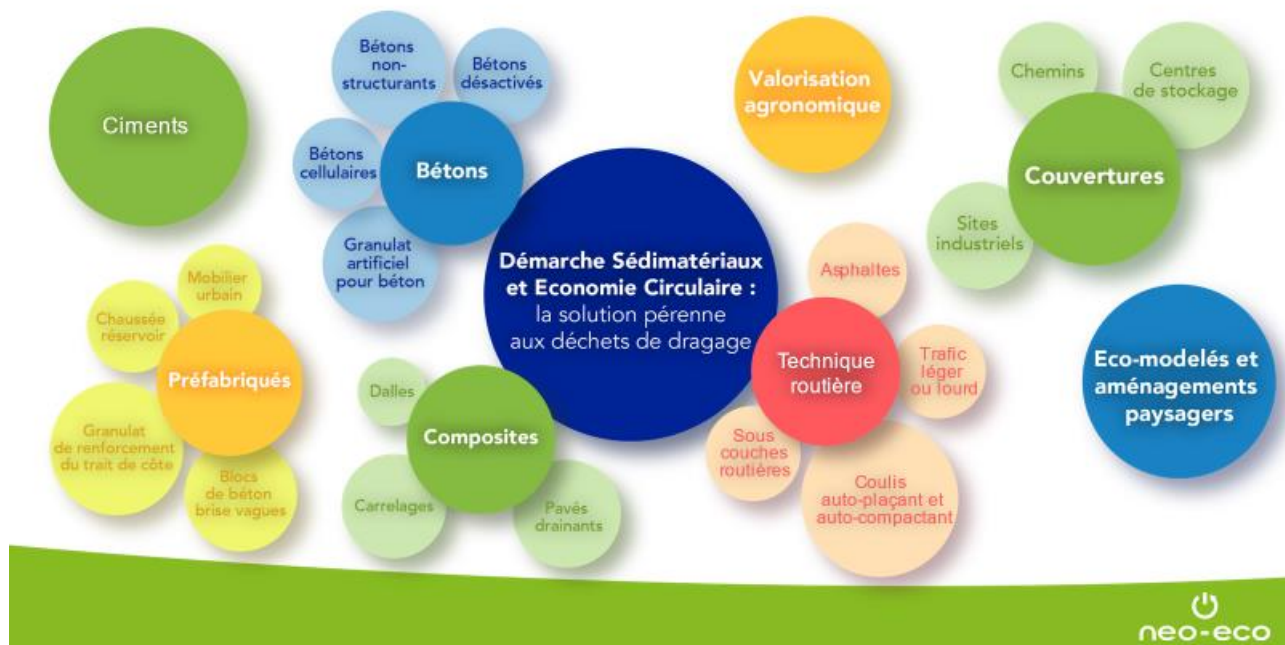 Ciments
Bétons
non-
structurants
Bétons
désactivés
Bétons
cellulaires
Bétons
Granulat
artificiel
pour béton
Valorisation
agronomique
Chemins
Centres
de stockage
Couvertures
Sites
industriels
Démarche Sédimatériaux
et Economie Circulaire :
la solution pérenne
aux déchets de dragage
Mobilier
urbain
Chaussée
réservoir
Préfabriqués
Granulat
de renforcement
du trait de côte
Blocs
de béton
brise vagues
Dalles
Composites
Carrelages
Pavés
drainants
Asphaltes
Technique
routière
Trafic
léger
ou lourd
Sous
couches
routières
Coulis
auto-plaçant et
auto-compactant
Eco-modelés et
aménagements
paysagers
neo-eco